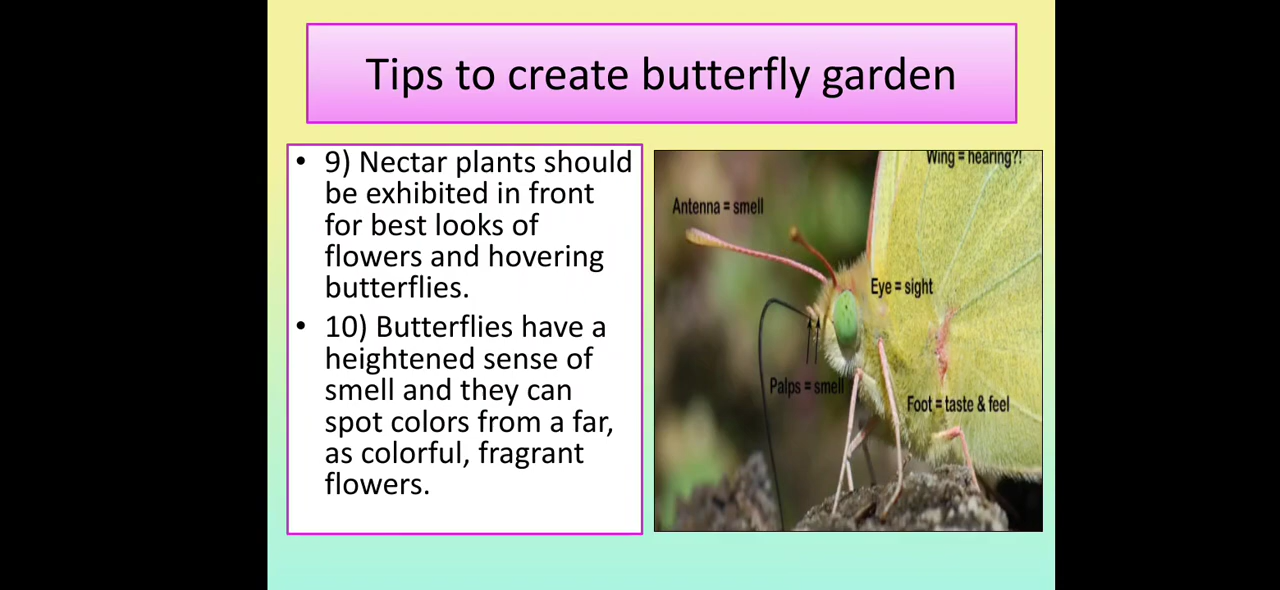 Tips to create butterfly garden
• 9) Nectar plants should
be exhibited in front
for best looks of
flowers and hovering
butterflies.
• 10) Butterflies have a
heightened sense of
smell and they can
spot colors from a far,
as colorful, fragrant
flowers.
Wing = hearing?!
Antenna = smell
Eye = sight
Palps = smell
Foot = taste & feel